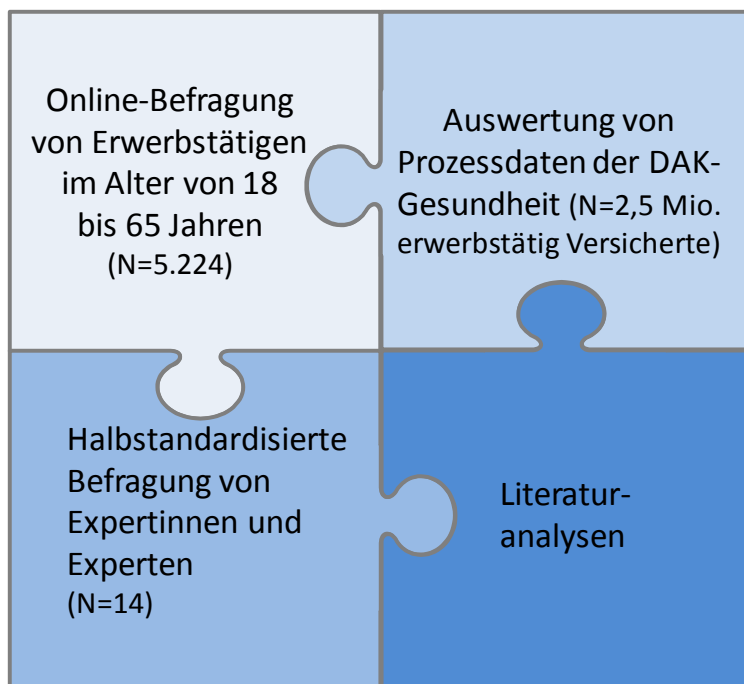 Online-Befragung
von Erwerbstätigen
im Alter von 18
bis 65 Jahren
(N=5.224)
Auswertung von
Prozessdaten der DAK-
Gesundheit (N=2,5 Mio.
erwerbstätig Versicherte)
Halbstandardisierte
Befragung von
Expertinnen und
Experten
(N=14)
Literatur-
analysen